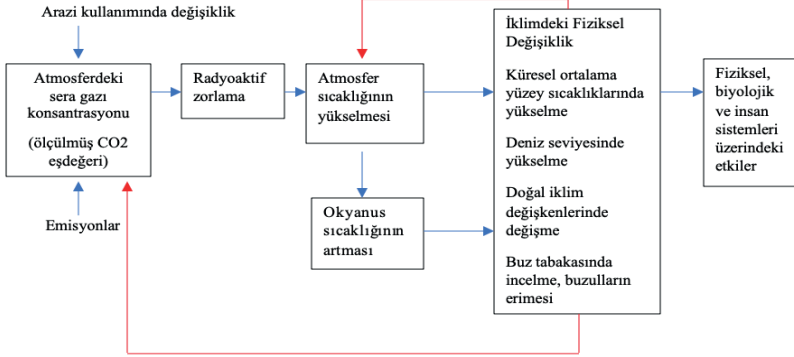 Arazi kullanımında değişiklik
Atmosferdeki
sera gazı
konsantrasyonu
(ölçülmüş CO2
eşdeğeri)
Emisyonlar
Radyoaktif
zorlama
Atmosfer
sıcaklığının
yükselmesi
Okyanus
sıcaklığının
artması
İklimdeki Fiziksel
Değişiklik
Küresel ortalama
yüzey sıcaklıklarında
yükselme
Deniz seviyesinde
yükselme
Doğal iklim
değişkenlerinde
değişme
Buz tabakasında
incelme, buzulların
erimesi
Fiziksel,
biyolojik
ve insan
sistemleri
üzerindeki
etkiler